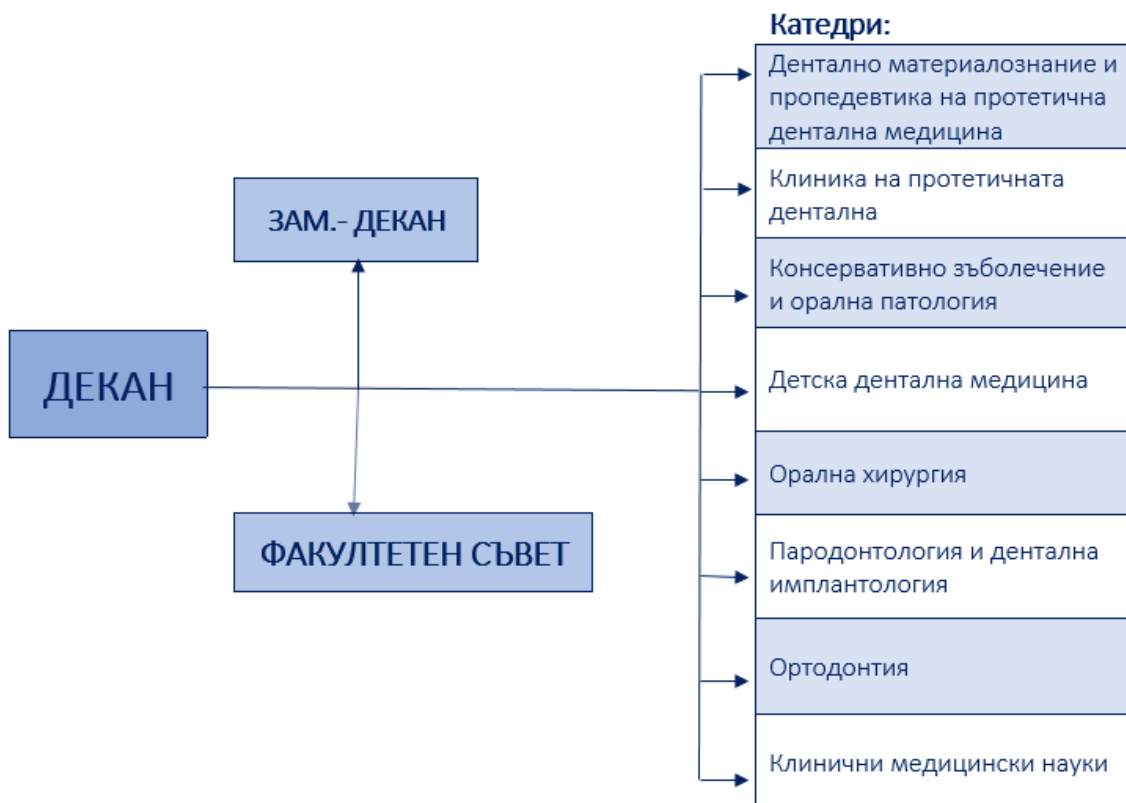 ДЕКАН
ЗАМ.- ДЕКАН
ФАКУЛТЕТЕН СЪВЕТ
Катедри:
Дентално материалознание и
пропедевтика на протетична
дентална медицина
Клиника на протетичната
дентална
Консервативно зъболечение
и орална патология
Детска дентална медицина
Орална хирургия
Пародонтология и дентална
имплантология
Ортодонтия
Клинични медицински науки